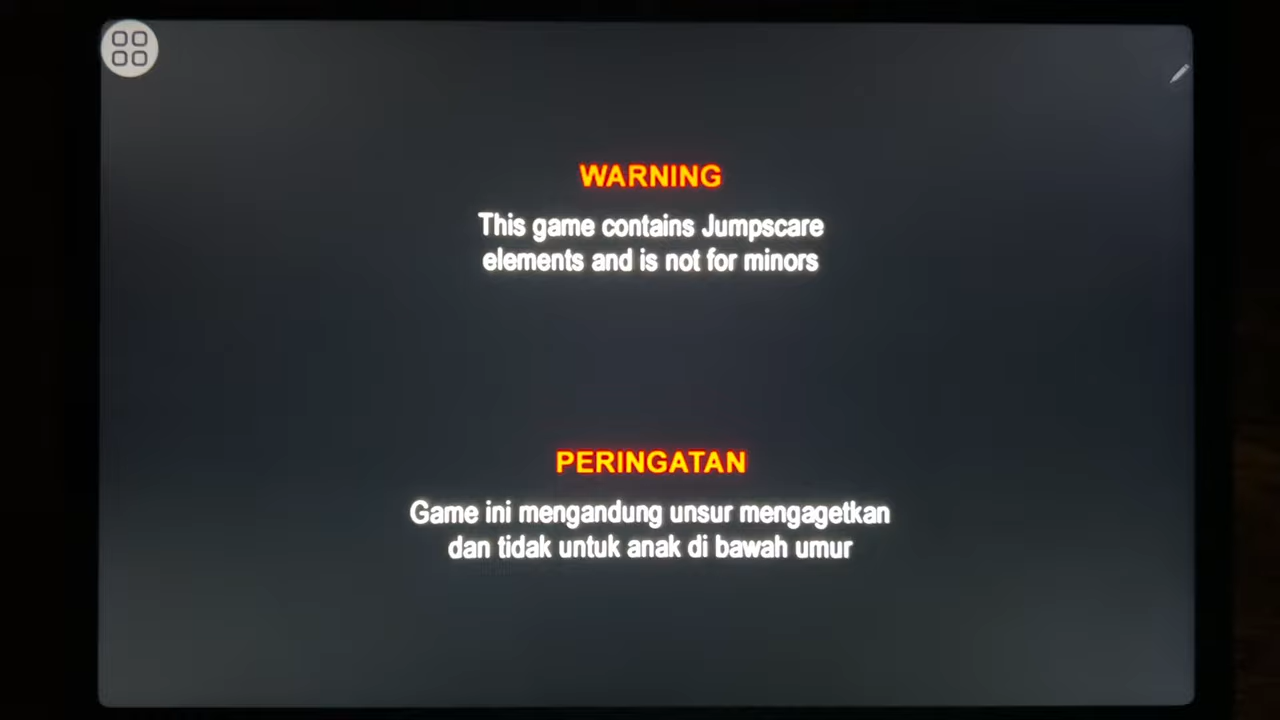 WARNING
This game contains Jumpscare
elements and is not for minors
PERINGATAN
Game ini mengandung unsur mengagetkan
dan tidak untuk anak di bawah umur